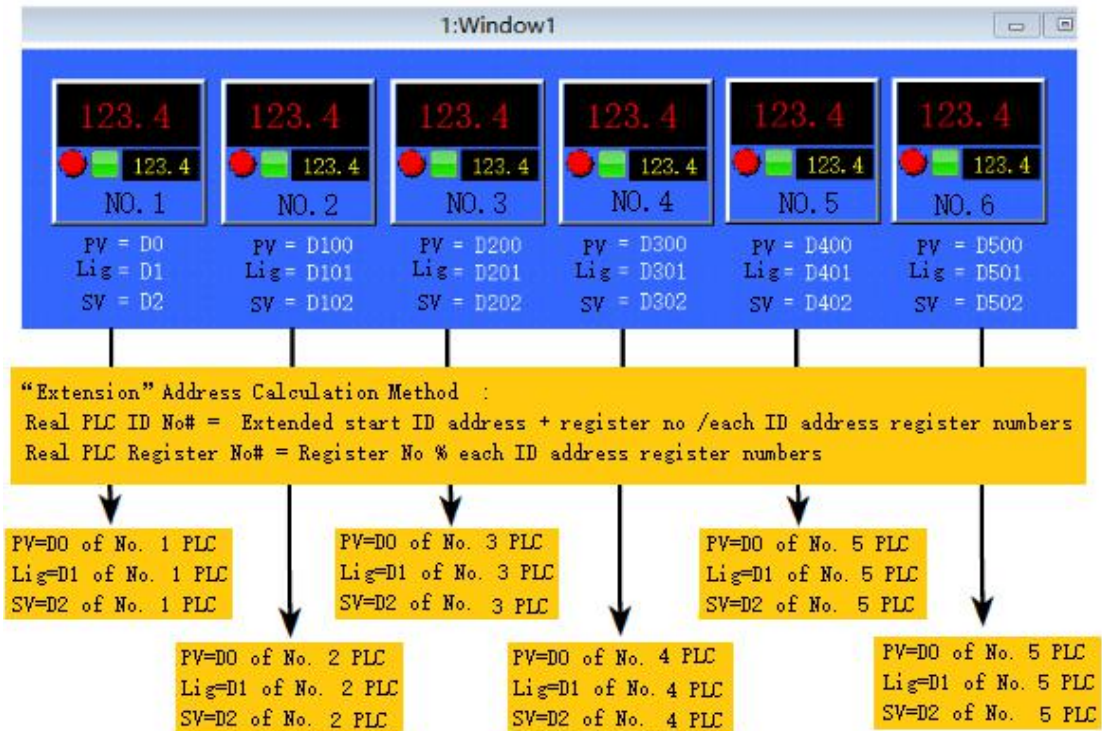 1:Window1
123.4 123.4 123.4 123.4 123.4 123.4
123.4 123.4 123.4 123.4 123.4 123.4
NO.1 NO.2 NO.3 NO.4 NO.5 NO.6
PV = D0 PV = D100 PV = D200 PV = D300 PV = D400 PV = D500
Lig = D1 Lig = D101 Lig = D201 Lig = D301 Lig = D401 Lig = D501
SV = D2 SV = D102 SV = D202 SV = D302 SV = D402 SV = D502
“Extension” Address Calculation Method :
Real PLC ID No# = Extended start ID address + register no /each ID address register numbers
Real PLC Register No# = Register No % each ID address register numbers
PV=D0 of No. 1 PLC
Lig=D1 of No. 1 PLC
SV=D2 of No. 1 PLC
PV=D0 of No. 3 PLC
Lig=D1 of No. 3 PLC
SV=D2 of No. 3 PLC
PV=D0 of No. 5 PLC
Lig=D1 of No. 5 PLC
SV=D2 of No. 5 PLC
PV=D0 of No. 2 PLC
Lig=D1 of No. 2 PLC
SV=D2 of No. 2 PLC
PV=D0 of No. 4 PLC
Lig=D1 of No. 4 PLC
SV=D2 of No. 4 PLC
PV=D0 of No. 5 PLC
Lig=D1 of No. 5 PLC
SV=D2 of No. 5 PLC